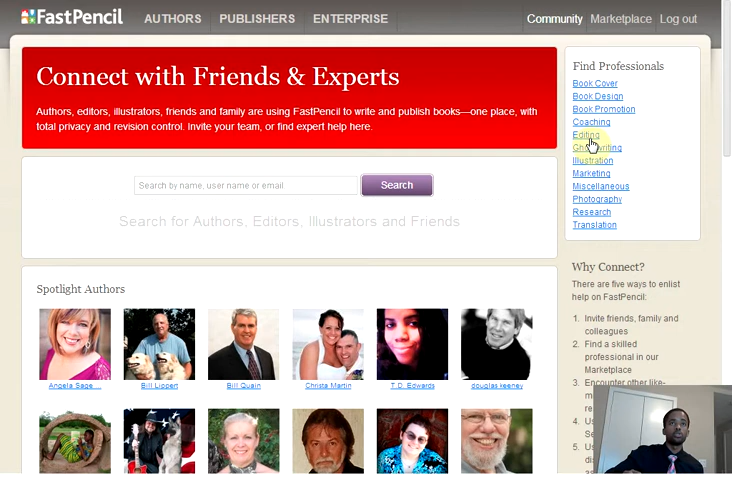 FastPencil
AUTHORS
PUBLISHERS
ENTERPRISE
Community
Marketplace
Log out
Connect with Friends & Experts
Authors, editors, illustrators, friends and family are using FastPencil to write and publish books—one place, with
total privacy and revision control. Invite your team, or find expert help here.
Search by name, user name or email
Search
Search for Authors, Editors, Illustrators and Friends
Spotlight Authors
Angela Sage ...
Bill Lippert
Bill Quain
Christa Martin
T.D. Edwards
douglas keeney
Find Professionals
Book Cover
Book Design
Book Promotion
Coaching
Editing
Ghostwriting
Illustration
Marketing
Miscellaneous
Photography
Research
Translation
Why Connect?
There are five ways to enlist
help on FastPencil:
1. Invite friends, family and
colleagues
2. Find a skilled
professional in our
Marketplace
3. Encounter other like-
4.
5.